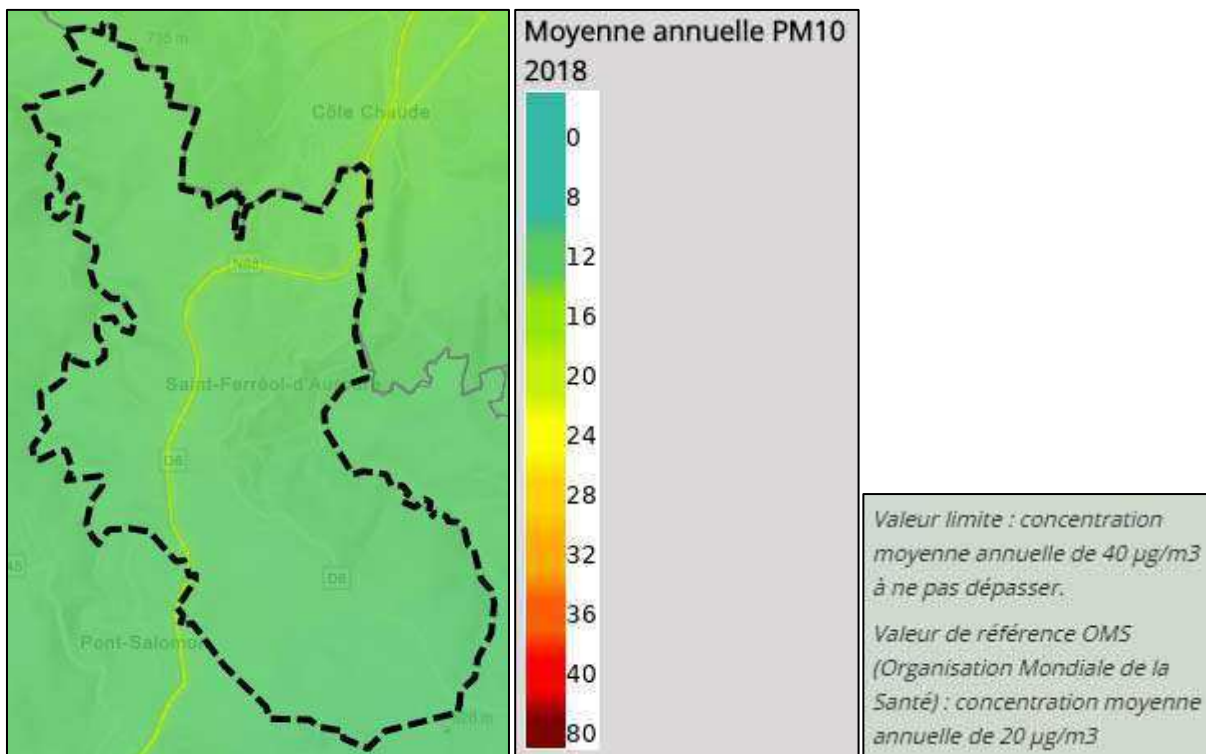 735 m
Côte Chaude
N88
Saint-Ferréol-d'Auroure
D6
D6
Pont-Salomon
Moyenne annuelle PM10
2018
0
8
12
16
20
24
28
32
36
40
80
Valeur limite : concentration
moyenne annuelle de 40 µg/m3
à ne pas dépasser.
Valeur de référence OMS
(Organisation Mondiale de la
Santé) : concentration moyenne
annuelle de 20 µg/m3